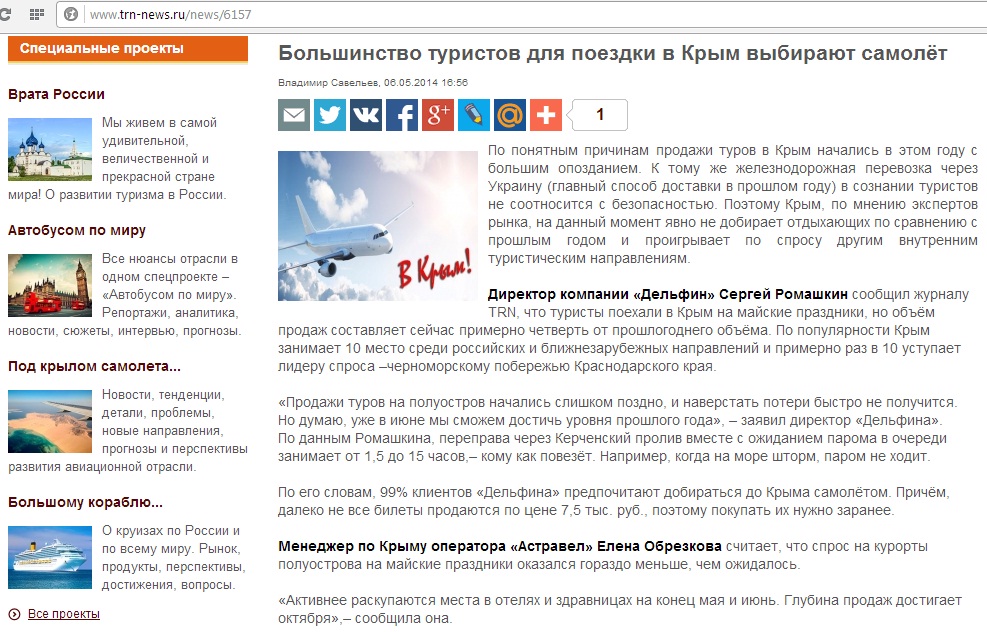 www.trn-news.ru/news/6157
Специальные проекты
Врата России
Мы живем в самой
удивительной,
величественной и
прекрасной стране
мира! О развитии туризма в России.
Автобусом по миру
Все нюансы отрасли в
одном спецпроекте –
«Автобусом по миру».
Репортажи, аналитика,
новости, сюжеты, интервью, прогнозы.
Под крылом самолета...
Новости, тенденции,
детали, проблемы,
новые направления,
прогнозы и перспективы
развития авиационной отрасли.
Большому кораблю...
О круизах по России и
по всему миру. Рынок,
продукты, перспективы,
достижения, вопросы.
Все проекты
Большинство туристов для поездки в Крым выбирают самолёт
Владимир Савельев, 06.05.2014 16:56
1
В Крым!
По понятным причинам продажи туров в Крым начались в этом году с
большим опозданием. К тому же железнодорожная перевозка через
Украину (главный способ доставки в прошлом году) в сознании туристов
не соотносится с безопасностью. Поэтому Крым, по мнению экспертов
рынка, на данный момент явно не добирает отдыхающих по сравнению с
прошлым годом и проигрывает по спросу другим внутренним
туристическим направлениям.
Директор компании «Дельфин» Сергей Ромашкин сообщил журналу
TRN, что туристы поехали в Крым на майские праздники, но объём
продаж составляет сейчас примерно четверть от прошлогоднего объёма. По популярности Крым
занимает 10 место среди российских и ближнезарубежных направлений и примерно раз в 10 уступает
лидеру спроса –черноморскому побережью Краснодарского края.
«Продажи туров на полуостров начались слишком поздно, и наверстать потери быстро не получится.
Но думаю, уже в июне мы сможем достичь уровня прошлого года», – заявил директор «Дельфина».
По данным Ромашкина, переправа через Керченский пролив вместе с ожиданием парома в очереди
занимает от 1,5 до 15 часов,– кому как повезёт. Например, когда на море шторм, паром не ходит.
По его словам, 99% клиентов «Дельфина» предпочитают добираться до Крыма самолётом. Причём,
далеко не все билеты продаются по цене 7,5 тыс. руб., поэтому покупать их нужно заранее.
Менеджер по Крыму оператора «Астравел» Елена Обрезкова считает, что спрос на курорты
полуострова на майские праздники оказался гораздо меньше, чем ожидалось.
«Активнее раскупаются места в отелях и здравницах на конец мая и июнь. Глубина продаж достигает
октября»,– сообщила она.